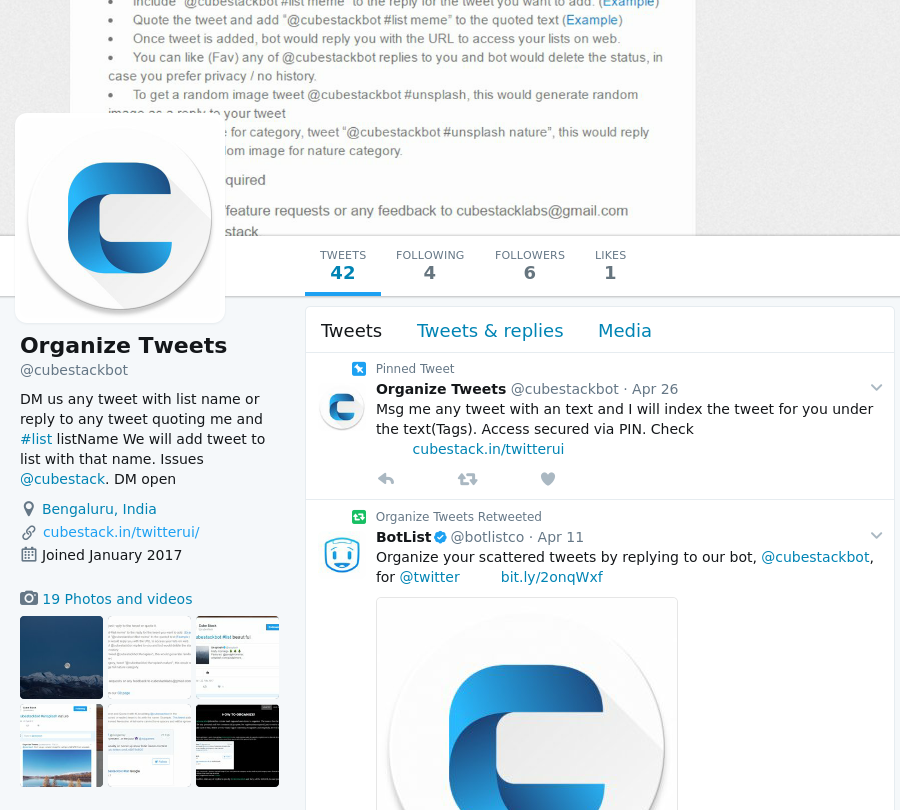 Include "@cubestackbot #list meme" to the reply for the tweet you want to add. (Example)
Quote the tweet and add "@cubestackbot #list meme" to the quoted text (Example)
Once tweet is added, bot would reply you with the URL to access your lists on web.
You can like (Fav) any of @cubestackbot replies to you and bot would delete the status, in
case you prefer privacy / no history.
To get a random image tweet @cubestackbot #unsplash, this would generate random
image as a reply to your tweet
e for category, tweet "@cubestackbot #unsplash nature", this would reply
dom image for nature category.
quired
feature requests or any feedback to cubestacklabs@gmail.com
stack
TWEETS
42
FOLLOWING
4
FOLLOWERS
6
LIKES
1
Organize Tweets
@cubestackbot
DM us any tweet with list name or
reply to any tweet quoting me and
#list listName We will add tweet to
list with that name. Issues
@cubestack. DM open
Bengaluru, India
cubestack.in/twitterui/
Joined January 2017
19 Photos and videos
Tweets
Tweets & replies
Media
Pinned Tweet
Organize Tweets @cubestackbot · Apr 26
Msg me any tweet with an text and I will index the tweet for you under
the text(Tags). Access secured via PIN. Check
cubestack.in/twitterui
Organize Tweets Retweeted
BotList @botlistco · Apr 11
Organize your scattered tweets by replying to our bot, @cubestackbot,
for @twitter bit.ly/2onqWxf